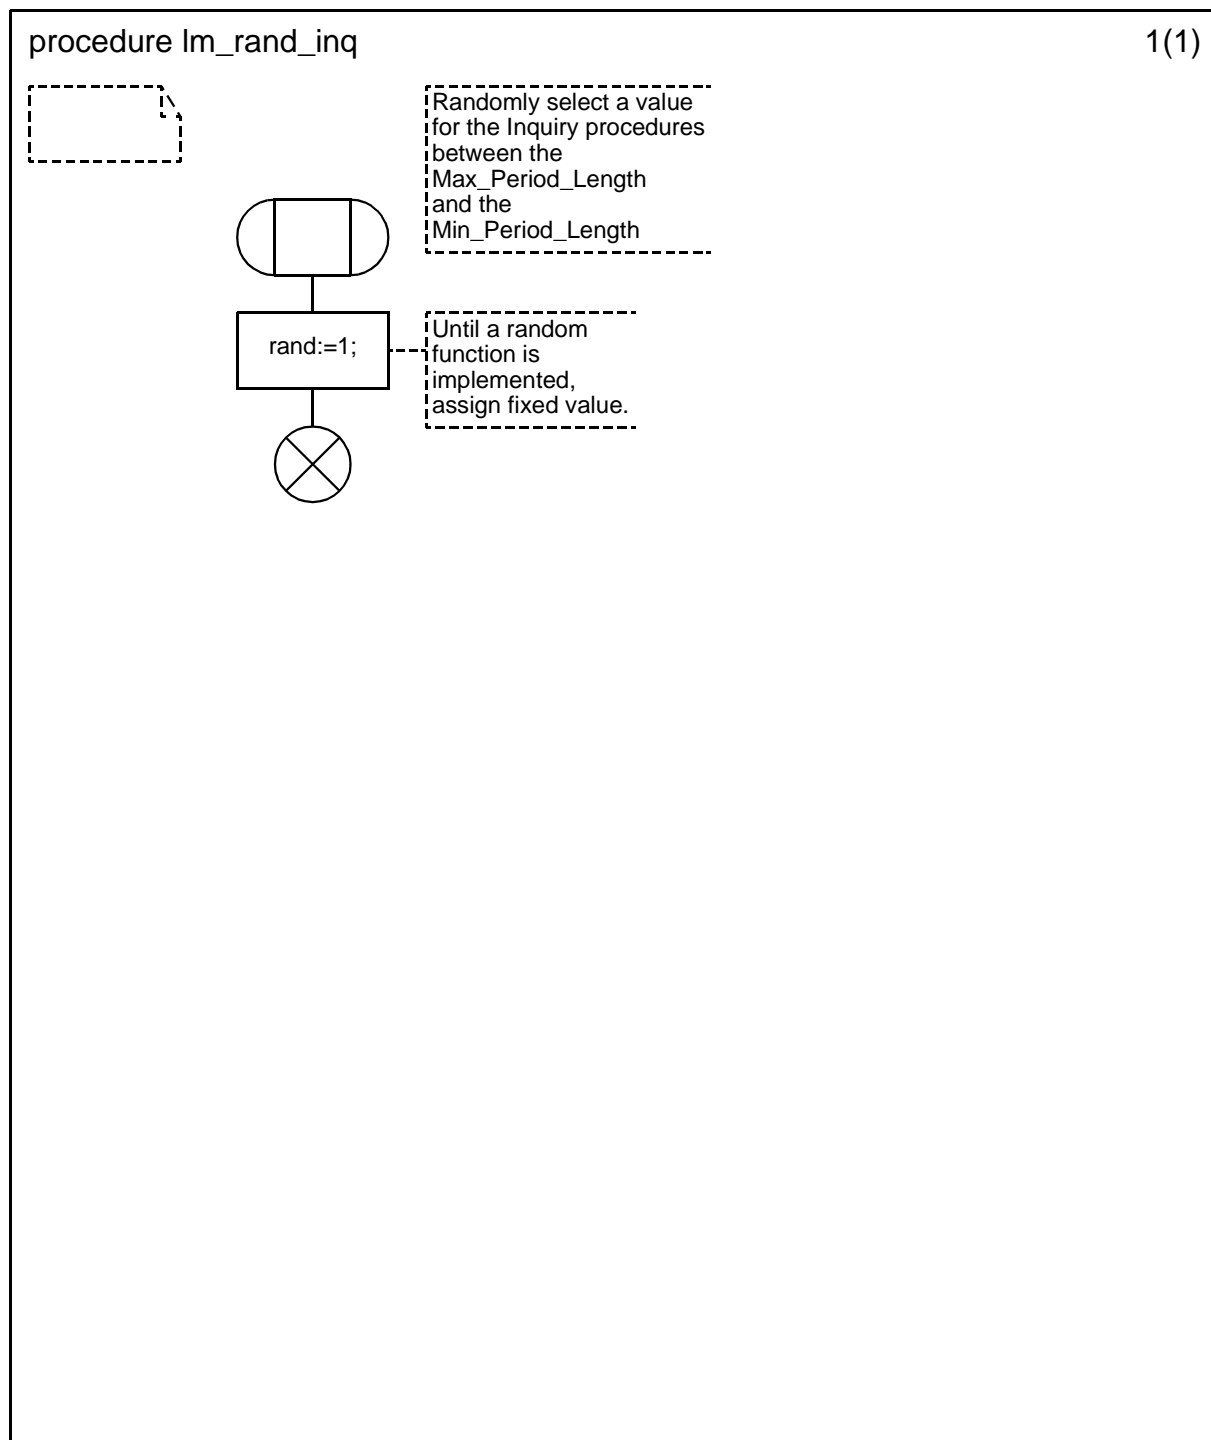 procedure lm_rand_inq
1(1)
Randomly select a value
for the Inquiry procedures
between the
Max_Period_Length
and the
Min_Period_Length
rand:=1;
Until a random
function is
implemented,
assign fixed value.